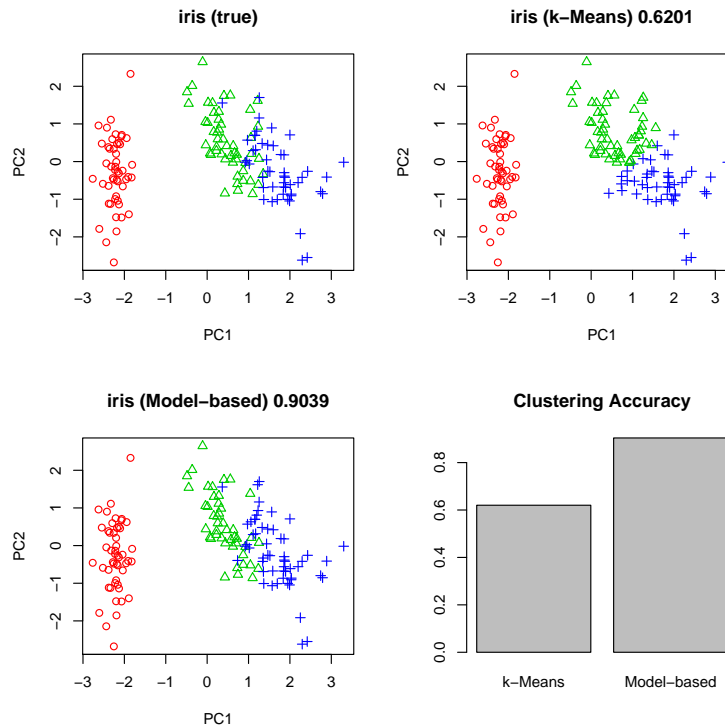 iris (true)
PC2
2
1
0
−1
−2
−3 −2 −1 0 1 2 3
PC1
iris (k−Means) 0.6201
PC2
2
1
0
−1
−2
−3 −2 −1 0 1 2 3
PC1
iris (Model−based) 0.9039
PC2
2
1
0
−1
−2
−3 −2 −1 0 1 2 3
PC1
Clustering Accuracy
0.8
0.6
0.4
0.2
0.0
k−Means Model−based